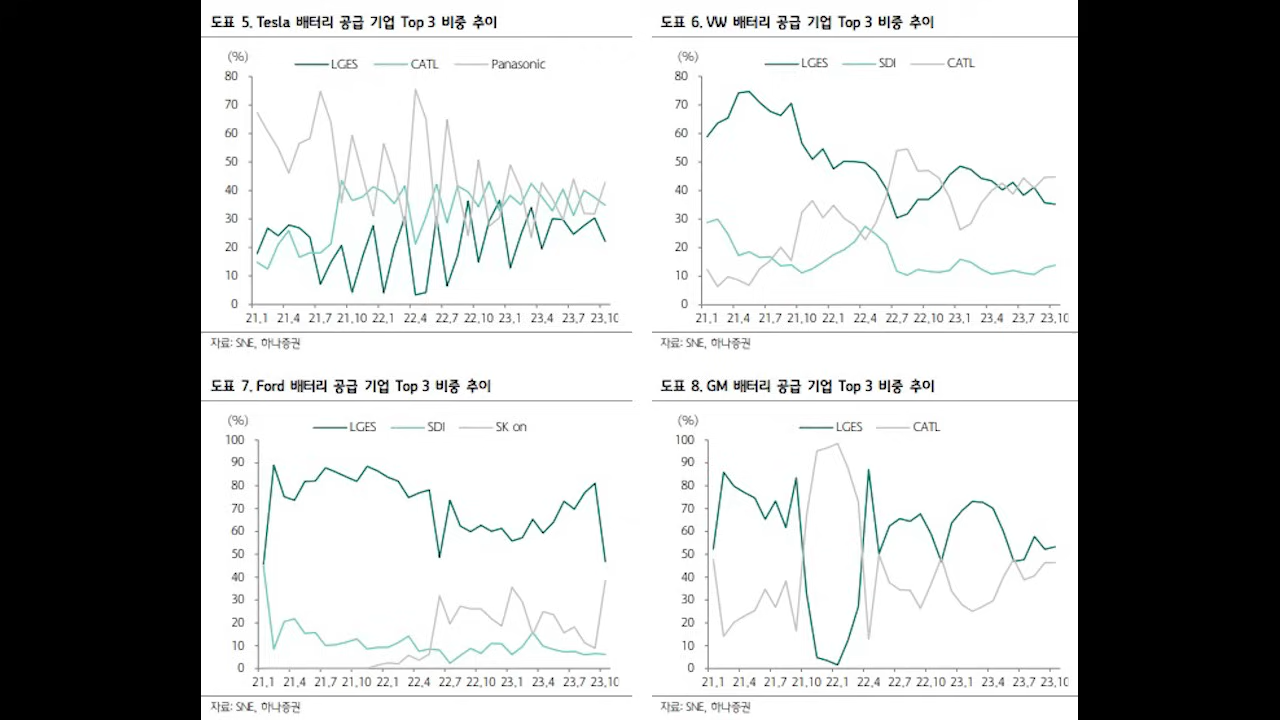 도표 5. Tesla 배터리 공급 기업 Top 3 비중 추이
(%)
LGES CATL Panasonic
80
70
60
50
40
30
20
10
0
21.1 21.4 21.7 21.10 22.1 22.4 22.7 22.10 23.1 23.4 23.7 23.10
자료: SNE, 하나증권
도표 6. VW 배터리 공급 기업 Top 3 비중 추이
(%)
LGES SDI CATL
80
70
60
50
40
30
20
10
0
21.1 21.4 21.7 21.10 22.1 22.4 22.7 22.10 23.1 23.4 23.7 23.10
자료: SNE, 하나증권
도표 7. Ford 배터리 공급 기업 Top 3 비중 추이
(%)
LGES SDI SK on
100
90
80
70
60
50
40
30
20
10
0
21.1 21.4 21.7 21.10 22.1 22.4 22.7 22.10 23.1 23.4 23.7 23.10
자료: SNE, 하나증권
도표 8. GM 배터리 공급 기업 Top 3 비중 추이
(%)
LGES CATL
100
90
80
70
60
50
40
30
20
10
0
21.1 21.4 21.7 21.10 22.1 22.4 22.7 22.10 23.1 23.4 23.7 23.10
자료: SNE, 하나증권